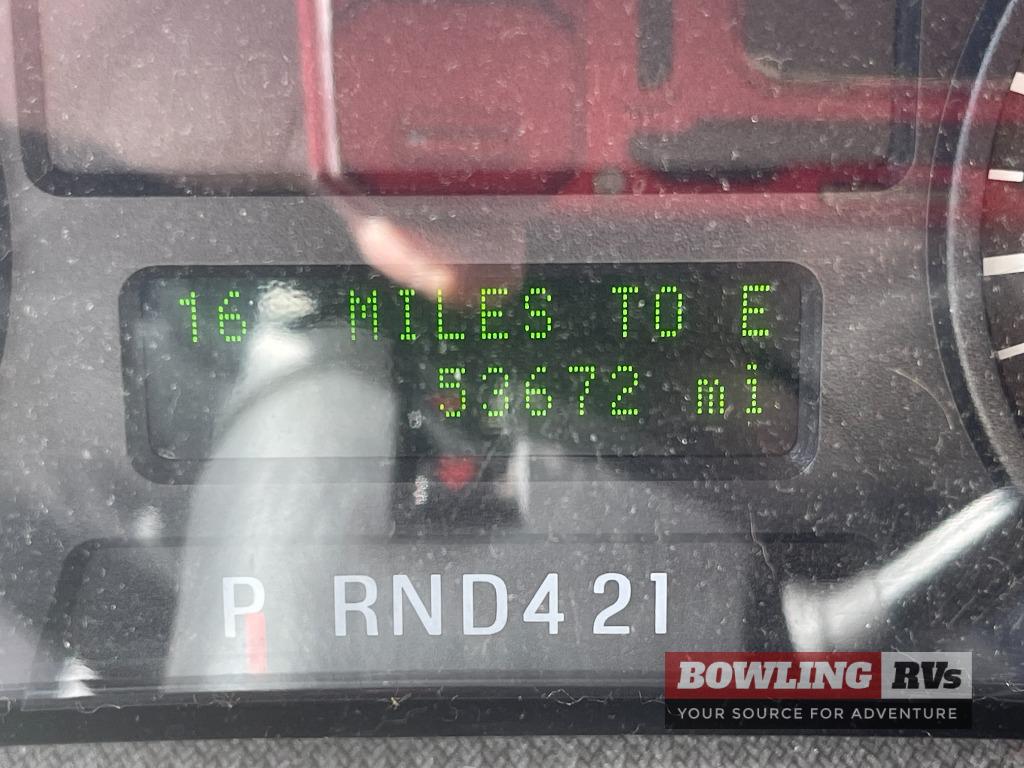 16 MILES TO E
53672 mi
P RND421
BOWLING RVs
YOUR SOURCE FOR ADVENTURE